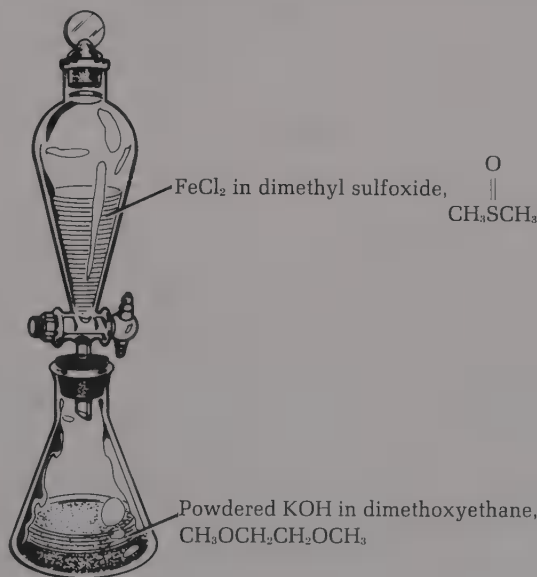 FeCl₂ in dimethyl sulfoxide,
O
||
CH₃SCH₃
Powdered KOH in dimethoxyethane,
CH₃OCH₂CH₂OCH₃